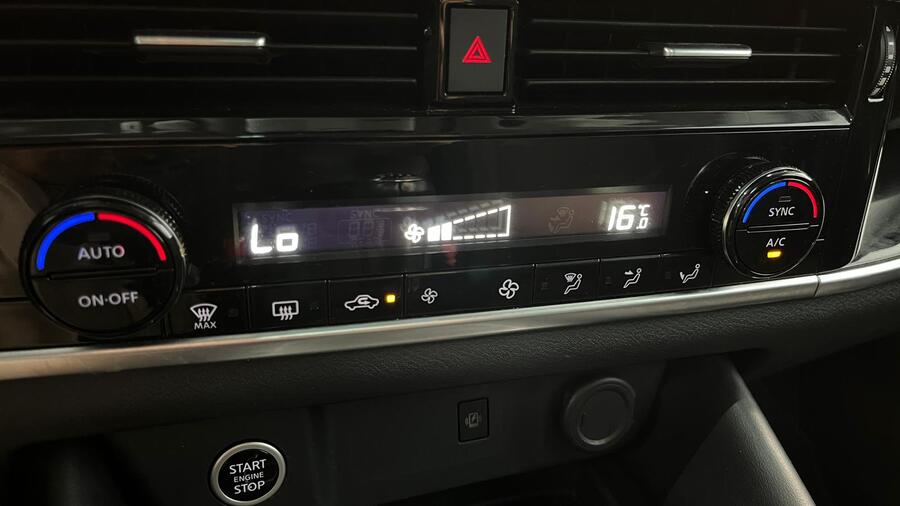 Lo
16.0°C
AUTO
ON·OFF
SYNC
A/C
MAX
START
ENGINE
STOP